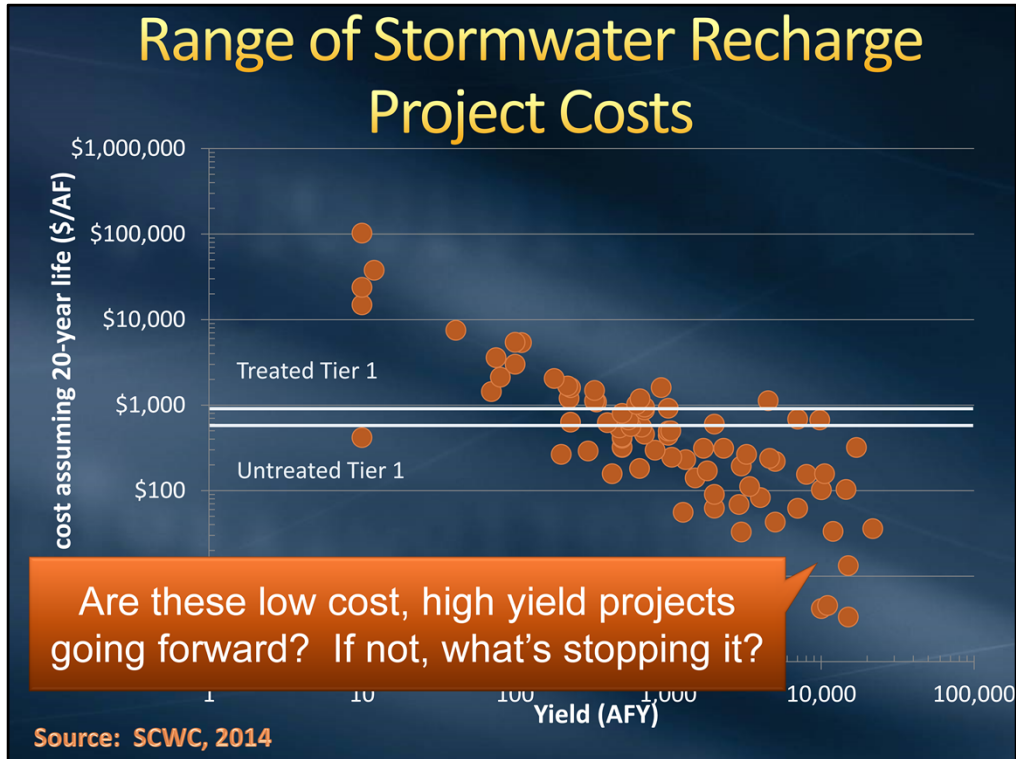 Range of Stormwater Recharge
Project Costs
cost assuming 20-year life ($/AF)
$1,000,000
$100,000
$10,000
$1,000
$100
Treated Tier 1
Untreated Tier 1
Are these low cost, high yield projects
going forward? If not, what's stopping it?
1
10
100
1,000
10,000
100,000
Yield (AFY)
Source: SCWC, 2014